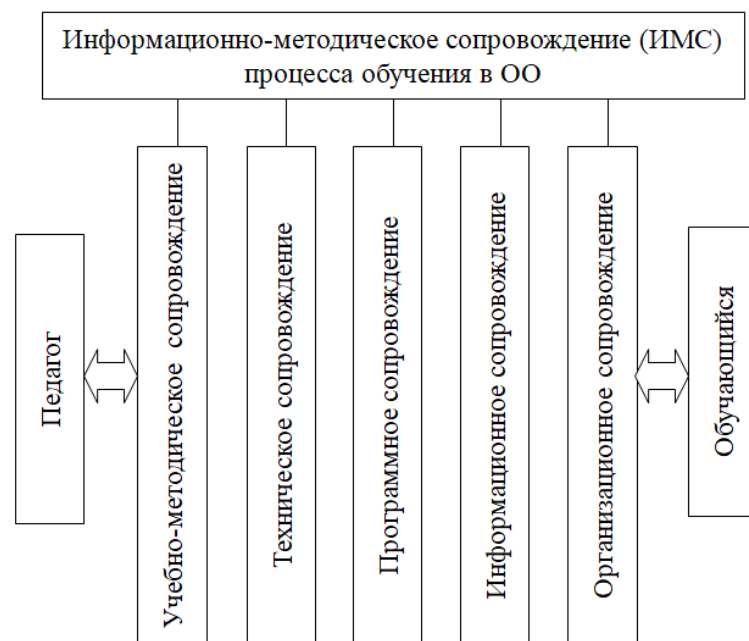 Информационно-методическое сопровождение (ИМС)
процесса обучения в ОО
Педагог
Учебно-методическое сопровождение
Техническое сопровождение
Программное сопровождение
Информационное сопровождение
Организационное сопровождение
Обучающийся